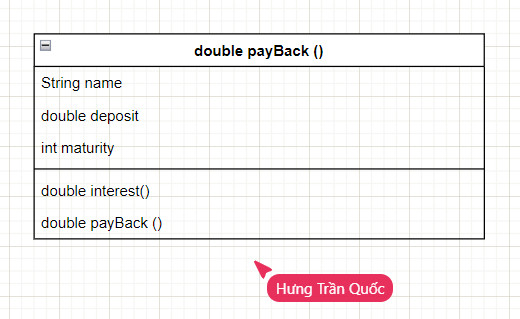 double payBack ()
String name
double deposit
int maturity
double interest()
double payBack ()
Hưng Trần Quốc